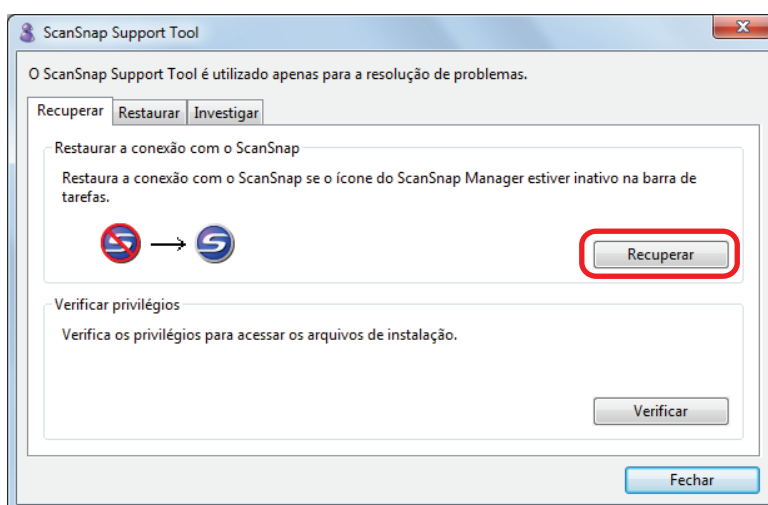 ScanSnap Support Tool
O ScanSnap Support Tool é utilizado apenas para a resolução de problemas.
Recuperar Restaurar Investigar
Restaurar a conexão com o ScanSnap
Restaura a conexão com o ScanSnap se o ícone do ScanSnap Manager estiver inativo na barra de
tarefas.
Recuperar
Verificar privilégios
Verifica os privilégios para acessar os arquivos de instalação.
Verificar
Fechar